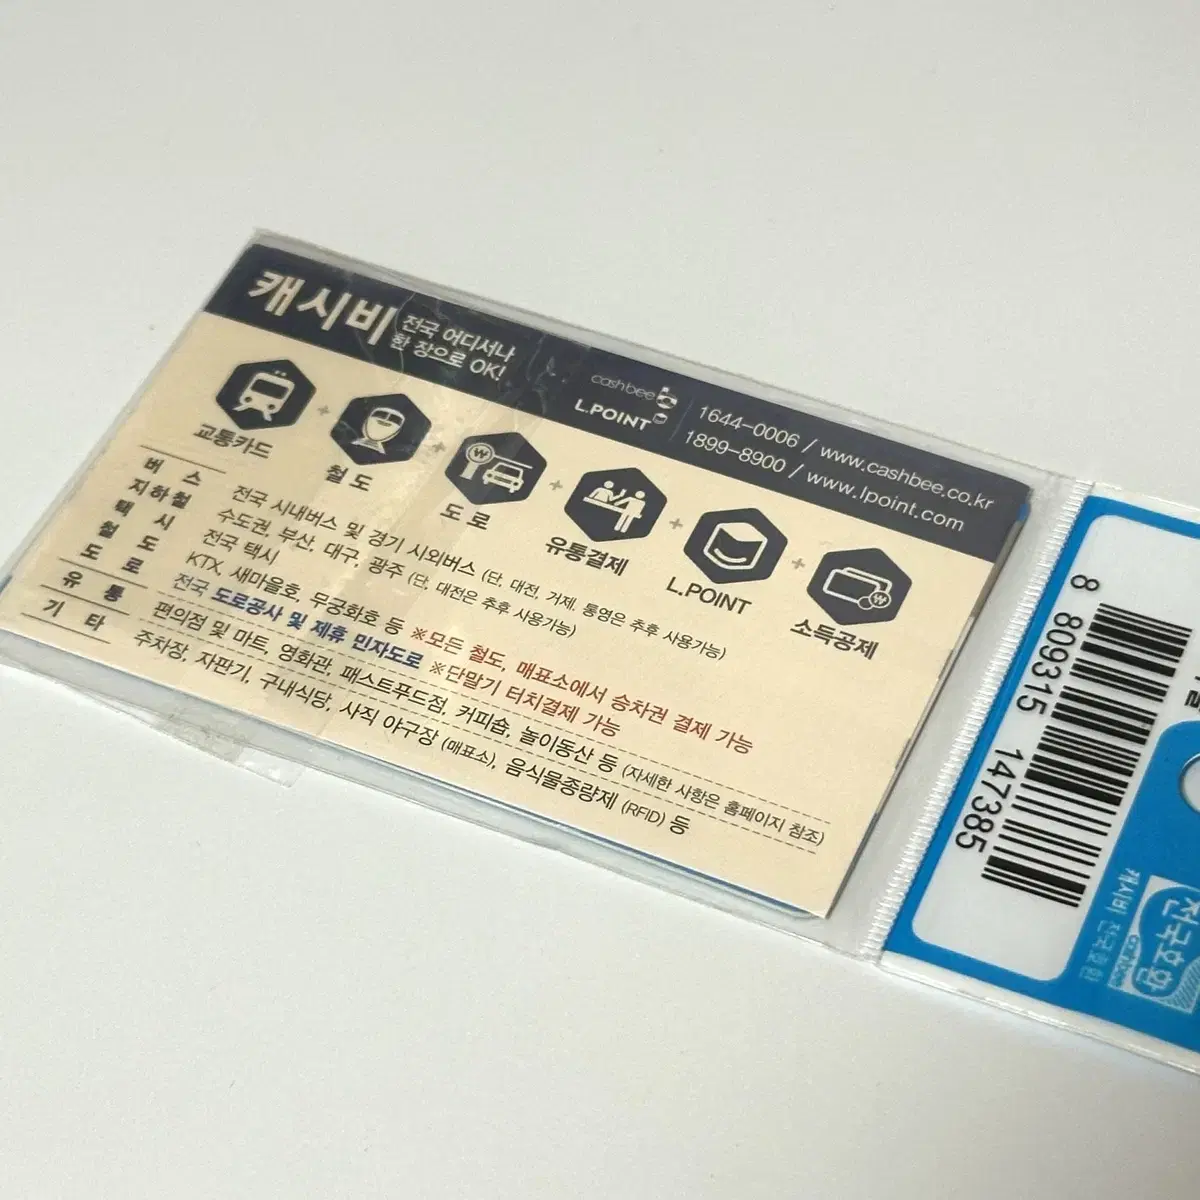 캐시비
전국 어디서나
한 장으로 OK!
cashbee
L.POINT
1644-0006 / www.cashbee.co.kr
1899-8900 / www.lpoint.com
교통카드
철도
도로
유통결제
L.POINT
소득공제
버스 전국 시내버스 및 경기 시외버스 (단, 대전, 거제, 통영은 추후 사용가능)
지하철 수도권, 부산, 대구, 광주 (단, 대전은 추후 사용가능)
택시 전국 택시
철도 KTX, 새마을호, 무궁화호 등 ※모든 철도, 매표소에서 승차권 결제 가능
도로 전국 도로공사 및 제휴 민자도로 ※단말기 터치결제 가능
유통 편의점 및 마트, 영화관, 패스트푸드점, 커피숍, 놀이동산 등 (자세한 사항은 홈페이지 참조)
기타 주차장, 자판기, 구내식당, 사직 야구장 (매표소), 음식물종량제 (RFID) 등
8 809315 147385
전국호환
cashbee
캐시비 전국호환